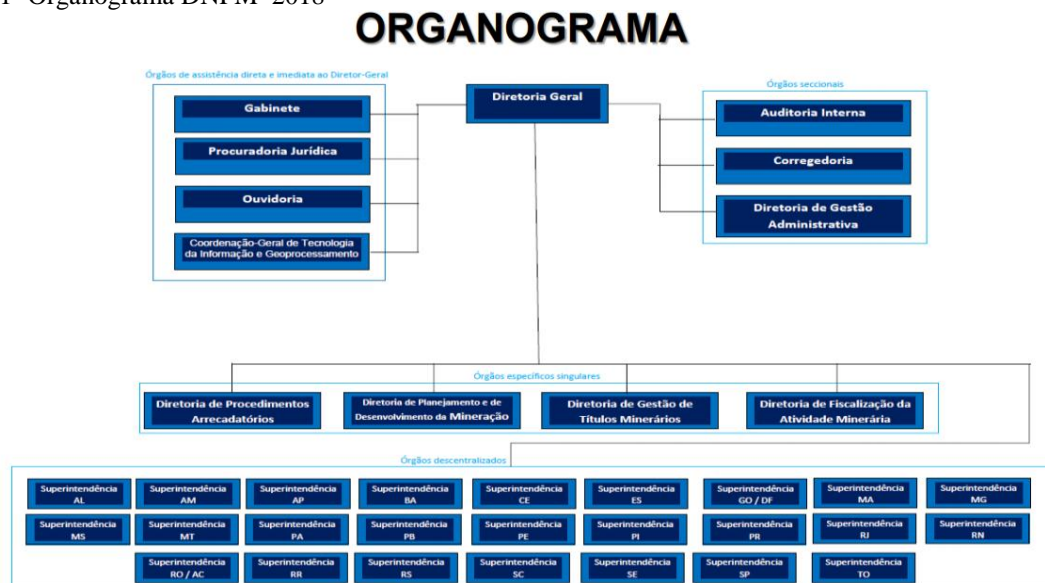 Organograma DNPM 2018
ORGANOGRAMA
Órgãos de assistência direta e imediata ao Diretor-Geral
Gabinete
Procuradoria Jurídica
Ouvidoria
Coordenação-Geral de Tecnologia
da Informação e Geoprocessamento
Diretoria Geral
Órgãos seccionais
Auditoria Interna
Corregedoria
Diretoria de Gestão
Administrativa
Órgãos específicos singulares
Diretoria de Procedimentos
Arrecadatórios
Diretoria de Planejamento e de
Desenvolvimento da Mineração
Diretoria de Gestão de
Títulos Minerários
Diretoria de Fiscalização da
Atividade Minerária
Órgãos descentralizados
Superintendência
AL
Superintendência
AM
Superintendência
AP
Superintendência
BA
Superintendência
CE
Superintendência
ES
Superintendência
GO / DF
Superintendência
MA
Superintendência
MG
Superintendência
MS
Superintendência
MT
Superintendência
PA
Superintendência
PB
Superintendência
PE
Superintendência
PI
Superintendência
PR
Superintendência
RJ
Superintendência
RN
Superintendência
RO / AC
Superintendência
RR
Superintendência
RS
Superintendência
SC
Superintendência
SE
Superintendência
SP
Superintendência
TO